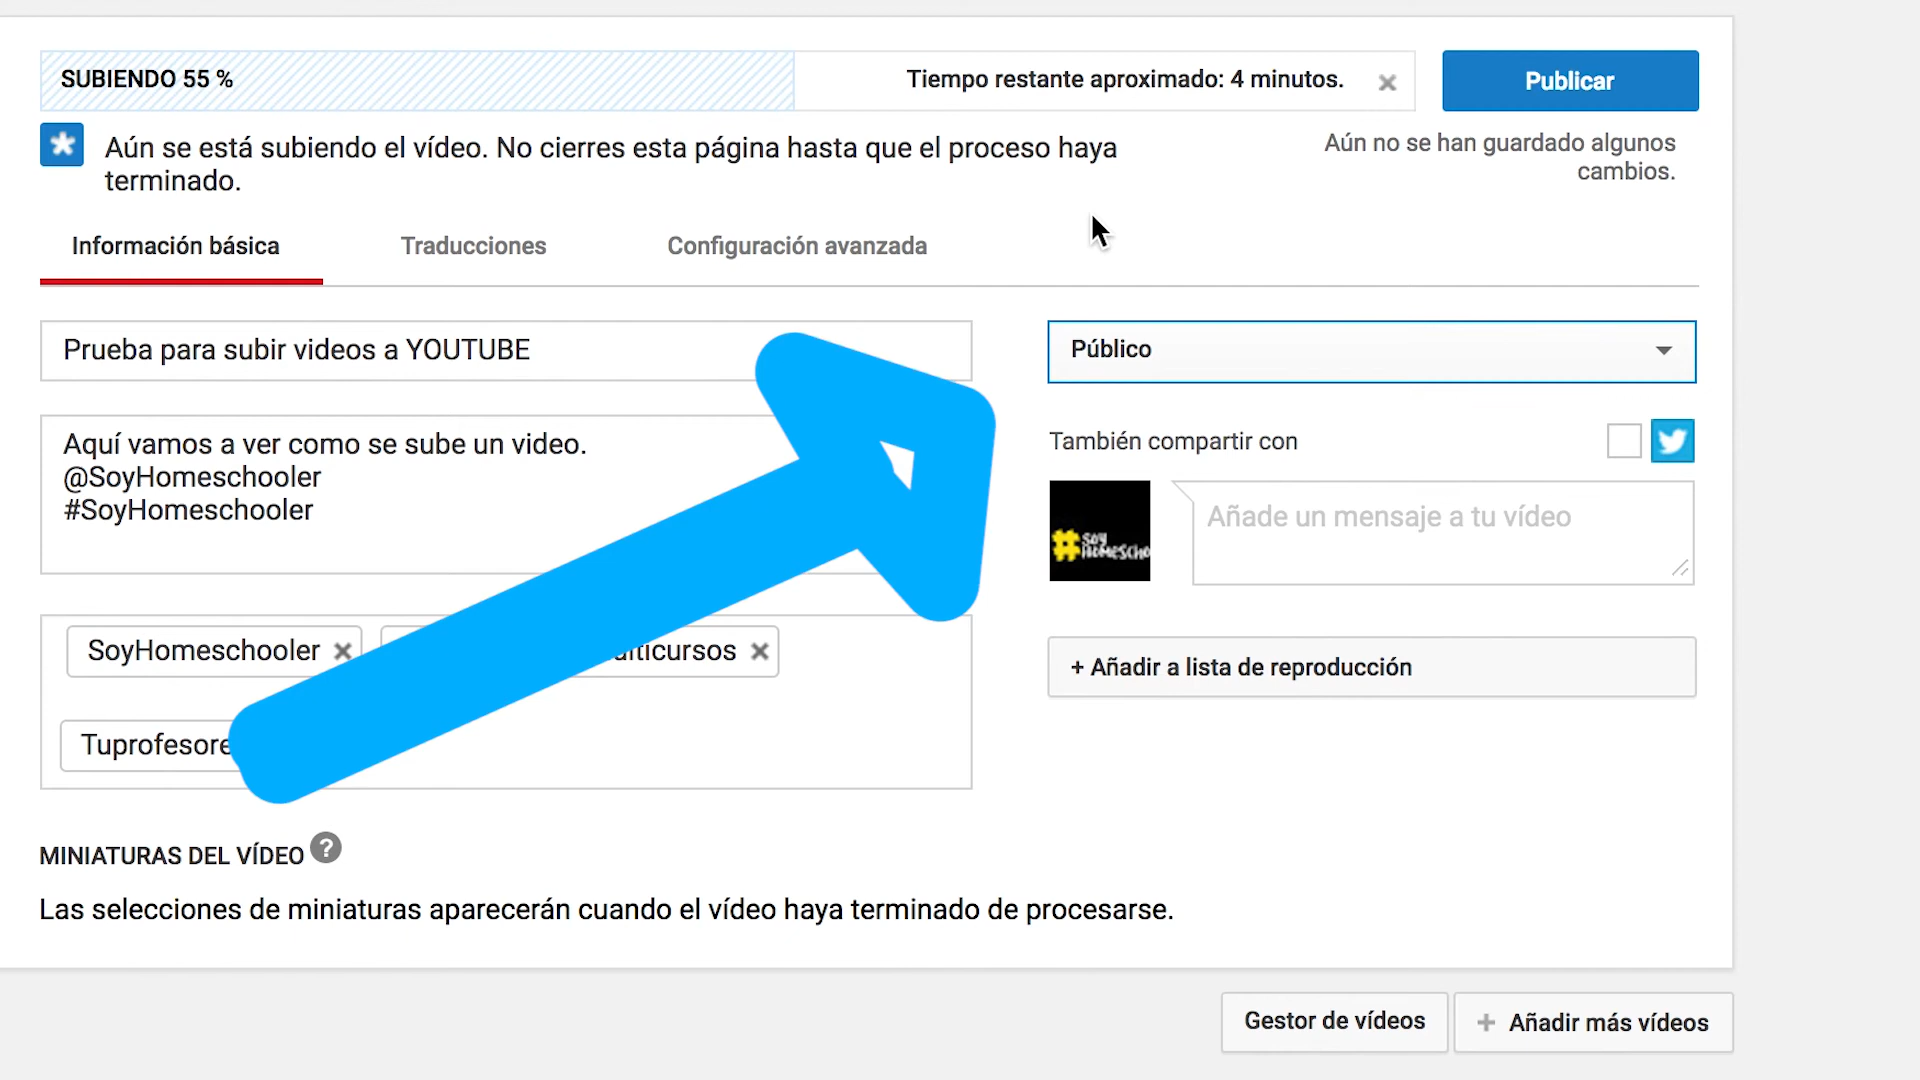 SUBIENDO 55 %
Tiempo restante aproximado: 4 minutos.
Publicar
Aún se está subiendo el vídeo. No cierres esta página hasta que el proceso haya
terminado.
Aún no se han guardado algunos
cambios.
Información básica
Traducciones
Configuración avanzada
Prueba para subir videos a YOUTUBE
Público
Aquí vamos a ver como se sube un video.
@SoyHomeschooler
#SoyHomeschooler
También compartir con
#SOY
Añade un mensaje a tu vídeo
SoyHomeschooler
+ Añadir a lista de reproducción
MINIATURAS DEL VÍDEO
?
Las selecciones de miniaturas aparecerán cuando el vídeo haya terminado de procesarse.
Gestor de vídeos
+ Añadir más vídeos